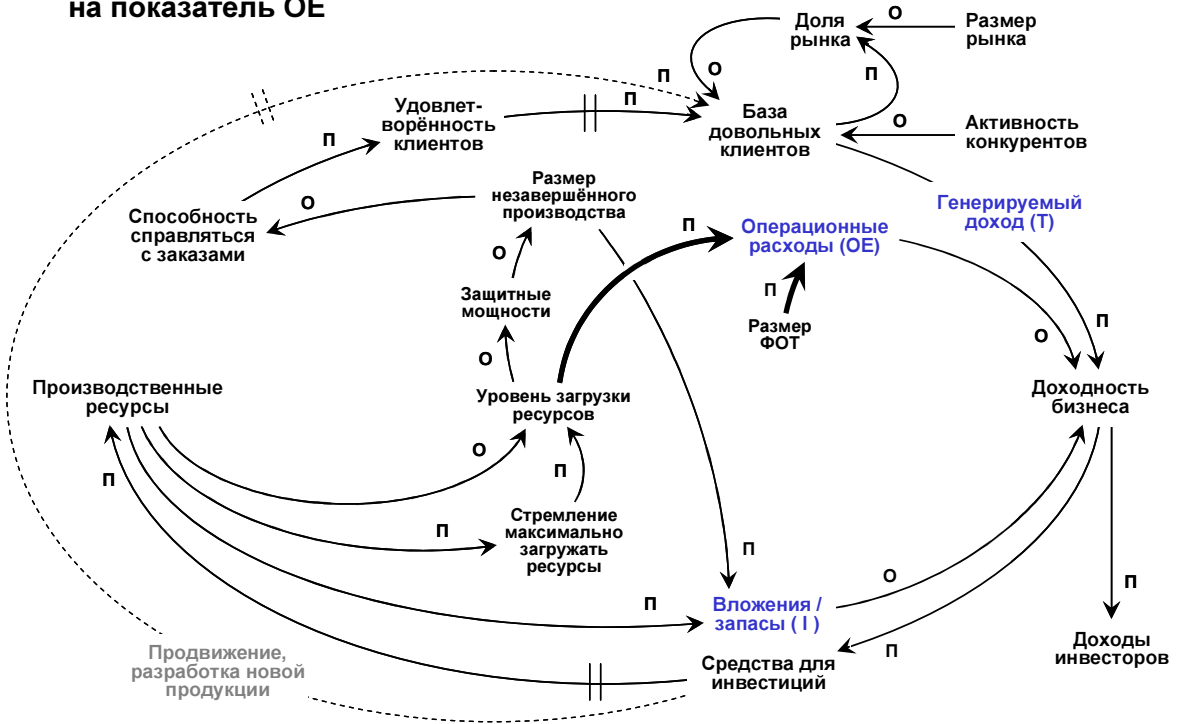 на показатель OE
Доля
рынка
О
Размер
рынка
П
О
П
Удовлет-
ворённость
клиентов
П
База
довольных
клиентов
О
Активность
конкурентов
П
Размер
незавершённого
производства
О
Способность
справляться
с заказами
Генерируемый
доход (T)
П
Операционные
расходы (OE)
О
Защитные
мощности
П
Размер
ФОТ
П
О
О
Производственные
ресурсы
Уровень загрузки
ресурсов
Доходность
бизнеса
О
П
П
Стремление
максимально
загружать
ресурсы
П
П
О
П
П
Вложения /
запасы ( I )
П
Доходы
инвесторов
Продвижение,
разработка новой
продукции
Средства для
инвестиций